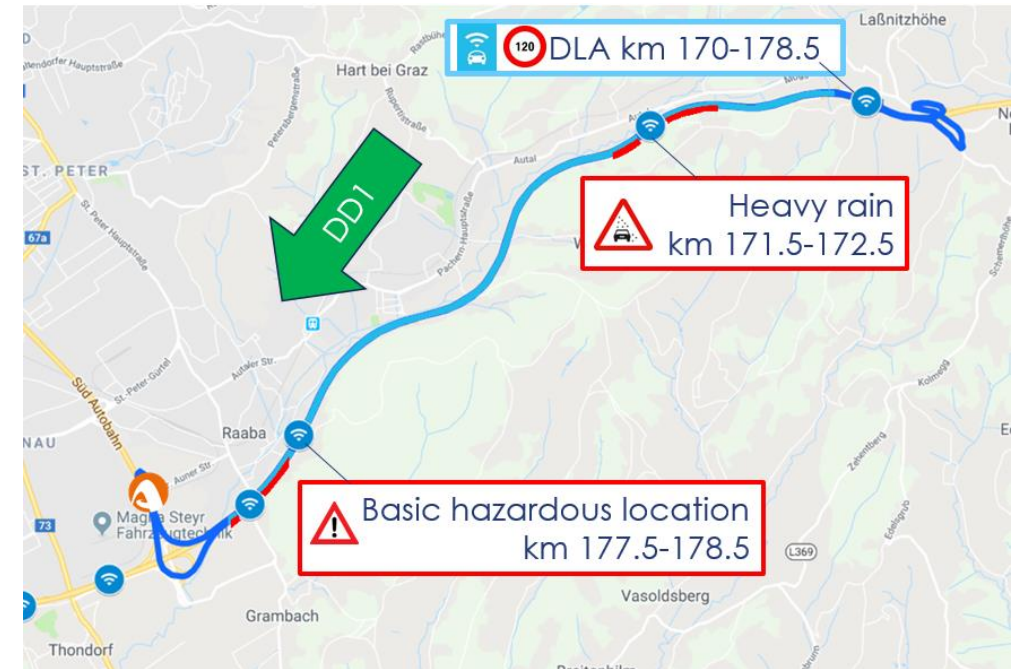 Laßnitzhöhe
120
DLA km 170-178.5
Hart bei Graz
Autal
ST. PETER
DD1
Heavy rain
km 171.5-172.5
67a
St. Peter Hauptstraße
Pachern-Hauptstraße
Rupertistraße
Petersbergenstraße
Schemerlhöhe
Kolmegg
Autaler Str.
St.-Peter-Gürtel
Süd Autobahn
Raaba
NAU
Auner Str.
Zehentberg
Edelsgrub
Basic hazardous location
km 177.5-178.5
Magna Steyr
Fahrzeugtechnik
73
L369
Vasoldsberg
Grambach
Thondorf